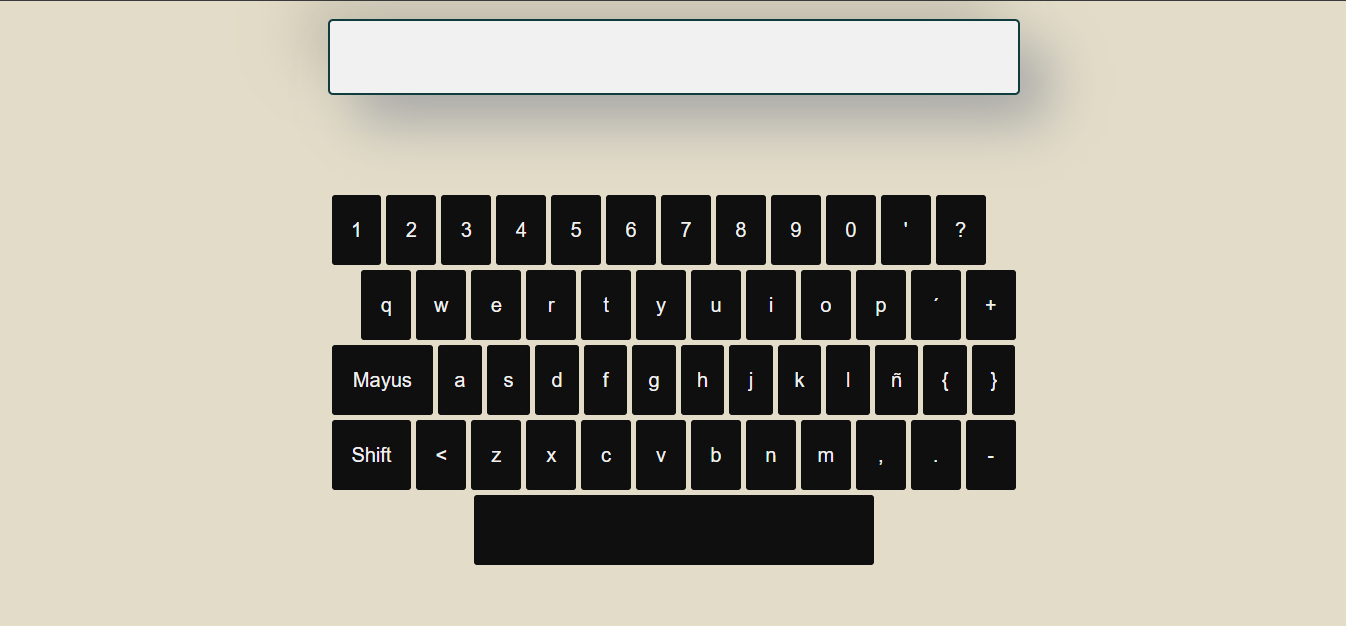 1 2 3 4 5 6 7 8 9 0 ' ?
q w e r t y u i o p ´ +
Mayus a s d f g h j k l ñ { }
Shift < z x c v b n m , . -